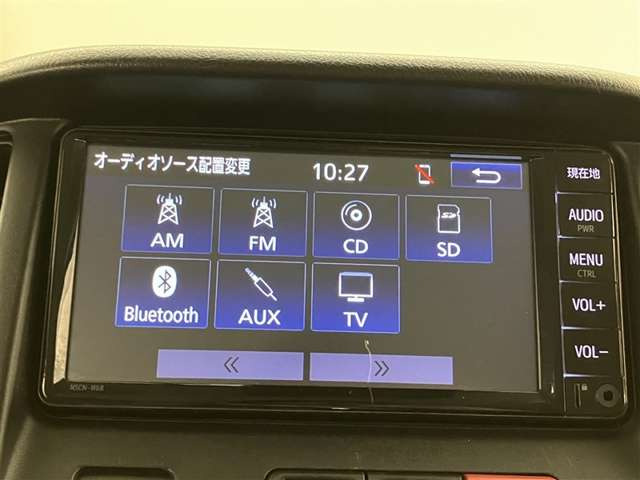 オーディオソース配置変更
10:27
現在地
AM
FM
CD
SD
AUDIO
PWR
MENU
CTRL
Bluetooth
AUX
TV
VOL+
VOL-
NSCN-W68